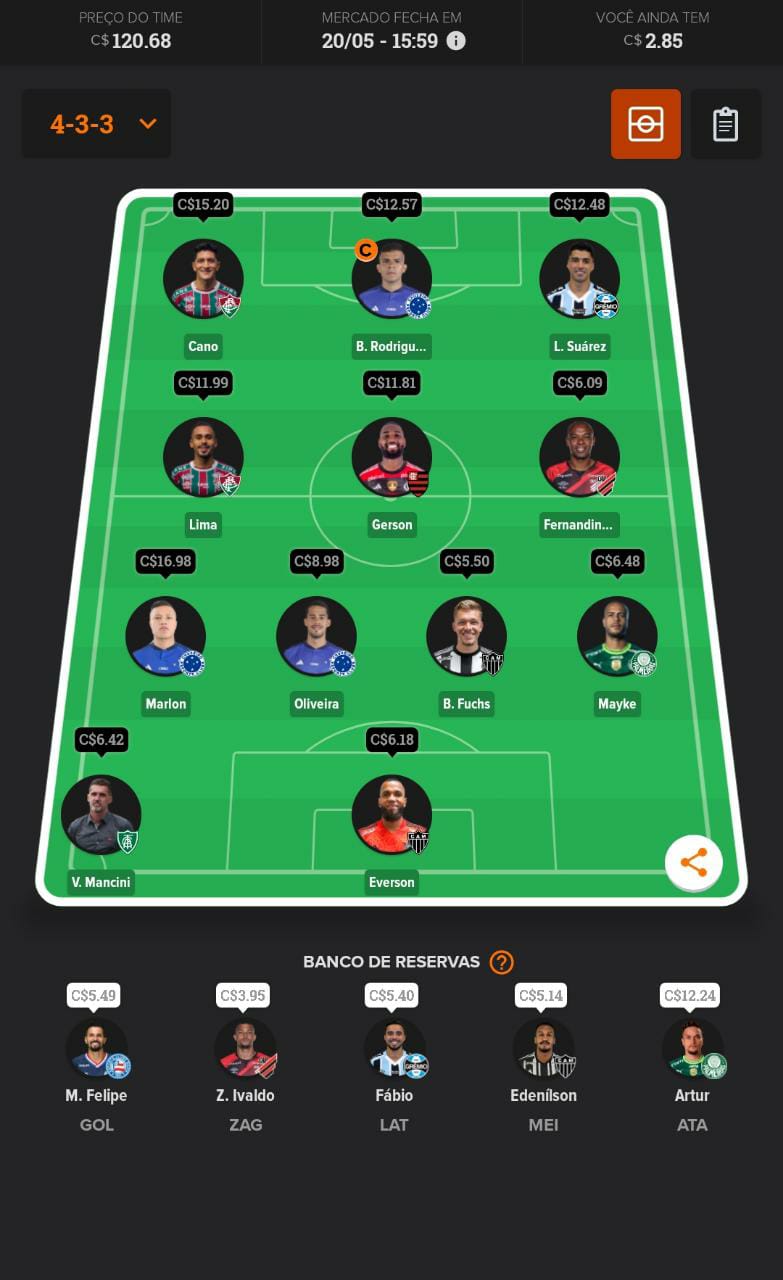 PREÇO DO TIME
C$ 120.68
MERCADO FECHA EM
20/05 - 15:59
VOCÊ AINDA TEM
C$ 2.85
4-3-3
C$15.20
C$12.57
C$12.48
C
GRÊMIO
Cano
B. Rodrigu...
L. Suárez
C$11.99
C$11.81
C$6.09
Lima
Gerson
Fernandin...
C$16.98
C$8.98
C$5.50
C$6.48
Marlon
Oliveira
B. Fuchs
Mayke
C$6.42
C$6.18
V. Mancini
Everson
BANCO DE RESERVAS ?
C$5.49
C$3.95
C$5.40
C$5.14
C$12.24
M. Felipe
Z. Ivaldo
Fábio
Edenílson
Artur
GOL
ZAG
LAT
MEI
ATA